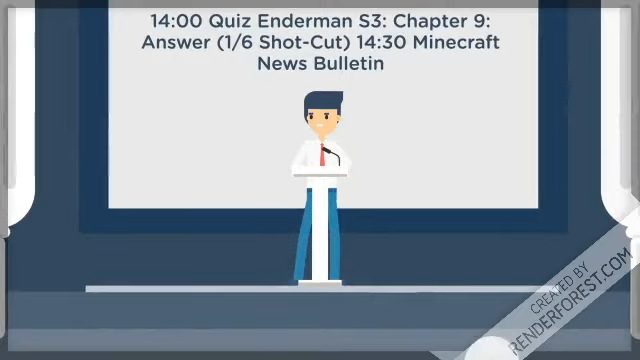 14:00 Quiz Enderman S3: Chapter 9:
Answer (1/6 Shot-Cut) 14:30 Minecraft
News Bulletin
CREATED BY
RENDERFOREST.COM